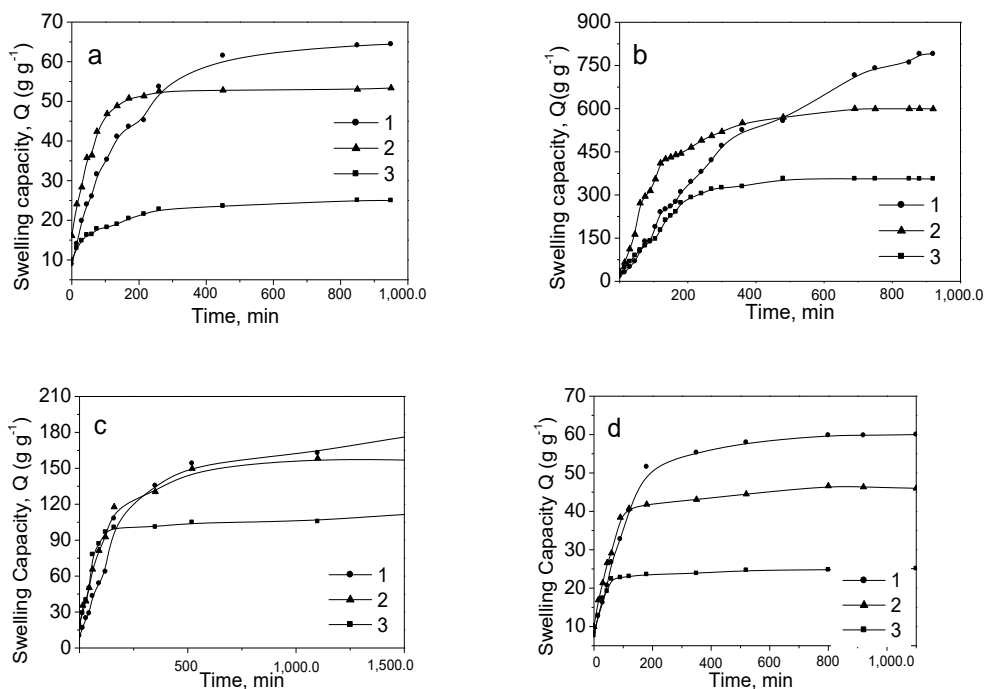 a
Swelling capacity, Q (g g⁻¹)
70
60
50
40
30
20
10
0 200 400 600 800 1,000.0
Time, min
1
2
3
b
Swelling capacity, Q(g g⁻¹)
900
750
600
450
300
150
0
200 400 600 800 1,000.0
Time, min
1
2
3
c
Swelling Capacity, Q (g g⁻¹)
210
180
150
120
90
60
30
0
0 500 1,000.0 1,500.0
Time, min
1
2
3
d
Swelling Capacity Q (g g⁻¹)
70
60
50
40
30
20
10
0 200 400 600 800 1,000.0
Time, min
1
2
3